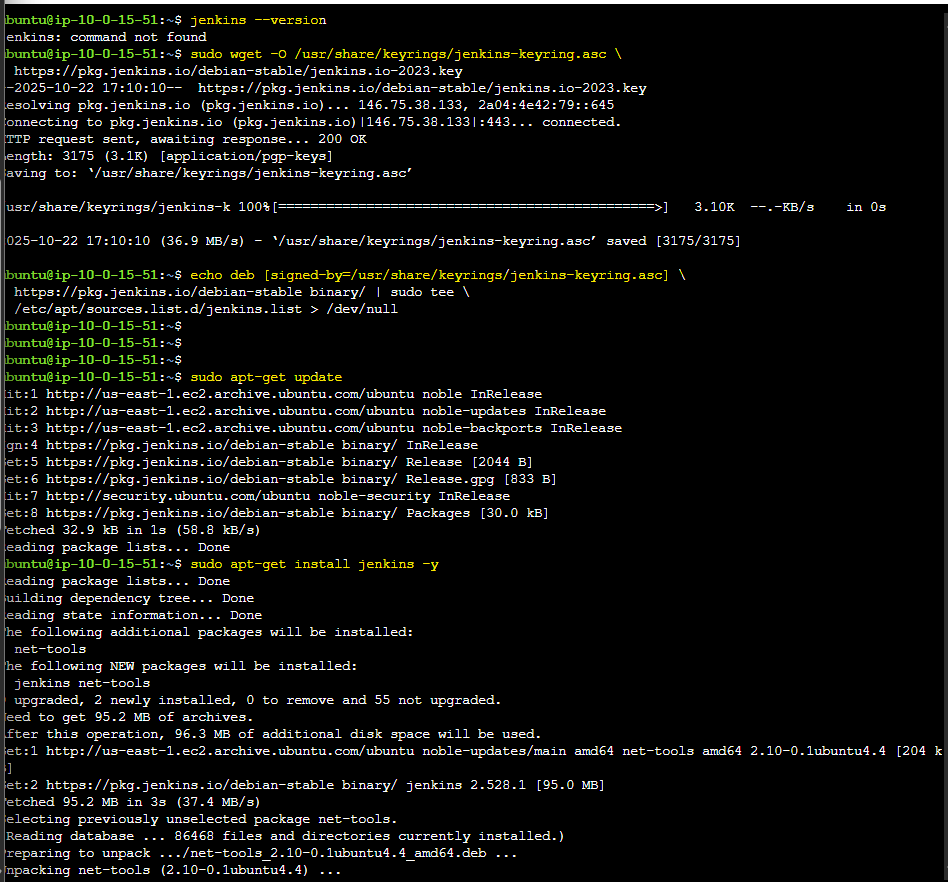 buntu@ip-10-0-15-51:~$ jenkins --version
enkins: command not found
buntu@ip-10-0-15-51:~$ sudo wget -O /usr/share/keyrings/jenkins-keyring.asc \
https://pkg.jenkins.io/debian-stable/jenkins.io-2023.key
-2025-10-22 17:10:10-- https://pkg.jenkins.io/debian-stable/jenkins.io-2023.key
esolving pkg.jenkins.io (pkg.jenkins.io)... 146.75.38.133, 2a04:4e42:79::645
onnecting to pkg.jenkins.io (pkg.jenkins.io)|146.75.38.133|:443... connected.
TTP request sent, awaiting response... 200 OK
ength: 3175 (3.1K) [application/pgp-keys]
aving to: ‘/usr/share/keyrings/jenkins-keyring.asc’
usr/share/keyrings/jenkins-k 100%[===============================================>] 3.10K --.-KB/s in 0s
025-10-22 17:10:10 (36.9 MB/s) - ‘/usr/share/keyrings/jenkins-keyring.asc’ saved [3175/3175]
buntu@ip-10-0-15-51:~$ echo deb [signed-by=/usr/share/keyrings/jenkins-keyring.asc] \
https://pkg.jenkins.io/debian-stable binary/ | sudo tee \
/etc/apt/sources.list.d/jenkins.list > /dev/null
buntu@ip-10-0-15-51:~$
buntu@ip-10-0-15-51:~$
buntu@ip-10-0-15-51:~$
buntu@ip-10-0-15-51:~$ sudo apt-get update
it:1 http://us-east-1.ec2.archive.ubuntu.com/ubuntu noble InRelease
it:2 http://us-east-1.ec2.archive.ubuntu.com/ubuntu noble-updates InRelease
it:3 http://us-east-1.ec2.archive.ubuntu.com/ubuntu noble-backports InRelease
gn:4 https://pkg.jenkins.io/debian-stable binary/ InRelease
et:5 https://pkg.jenkins.io/debian-stable binary/ Release [2044 B]
et:6 https://pkg.jenkins.io/debian-stable binary/ Release.gpg [833 B]
it:7 http://security.ubuntu.com/ubuntu noble-security InRelease
et:8 https://pkg.jenkins.io/debian-stable binary/ Packages [30.0 kB]
etched 32.9 kB in 1s (58.8 kB/s)
eading package lists... Done
buntu@ip-10-0-15-51:~$ sudo apt-get install jenkins -y
eading package lists... Done
uilding dependency tree... Done
eading state information... Done
he following additional packages will be installed:
net-tools
he following NEW packages will be installed:
jenkins net-tools
upgraded, 2 newly installed, 0 to remove and 55 not upgraded.
eed to get 95.2 MB of archives.
fter this operation, 96.3 MB of additional disk space will be used.
et:1 http://us-east-1.ec2.archive.ubuntu.com/ubuntu noble-updates/main amd64 net-tools amd64 2.10-0.1ubuntu4.4 [204 k
]
et:2 https://pkg.jenkins.io/debian-stable binary/ jenkins 2.528.1 [95.0 MB]
etched 95.2 MB in 3s (37.4 MB/s)
electing previously unselected package net-tools.
Reading database ... 86468 files and directories currently installed.)
reparing to unpack .../net-tools_2.10-0.1ubuntu4.4_amd64.deb ...
npacking net-tools (2.10-0.1ubuntu4.4) ...